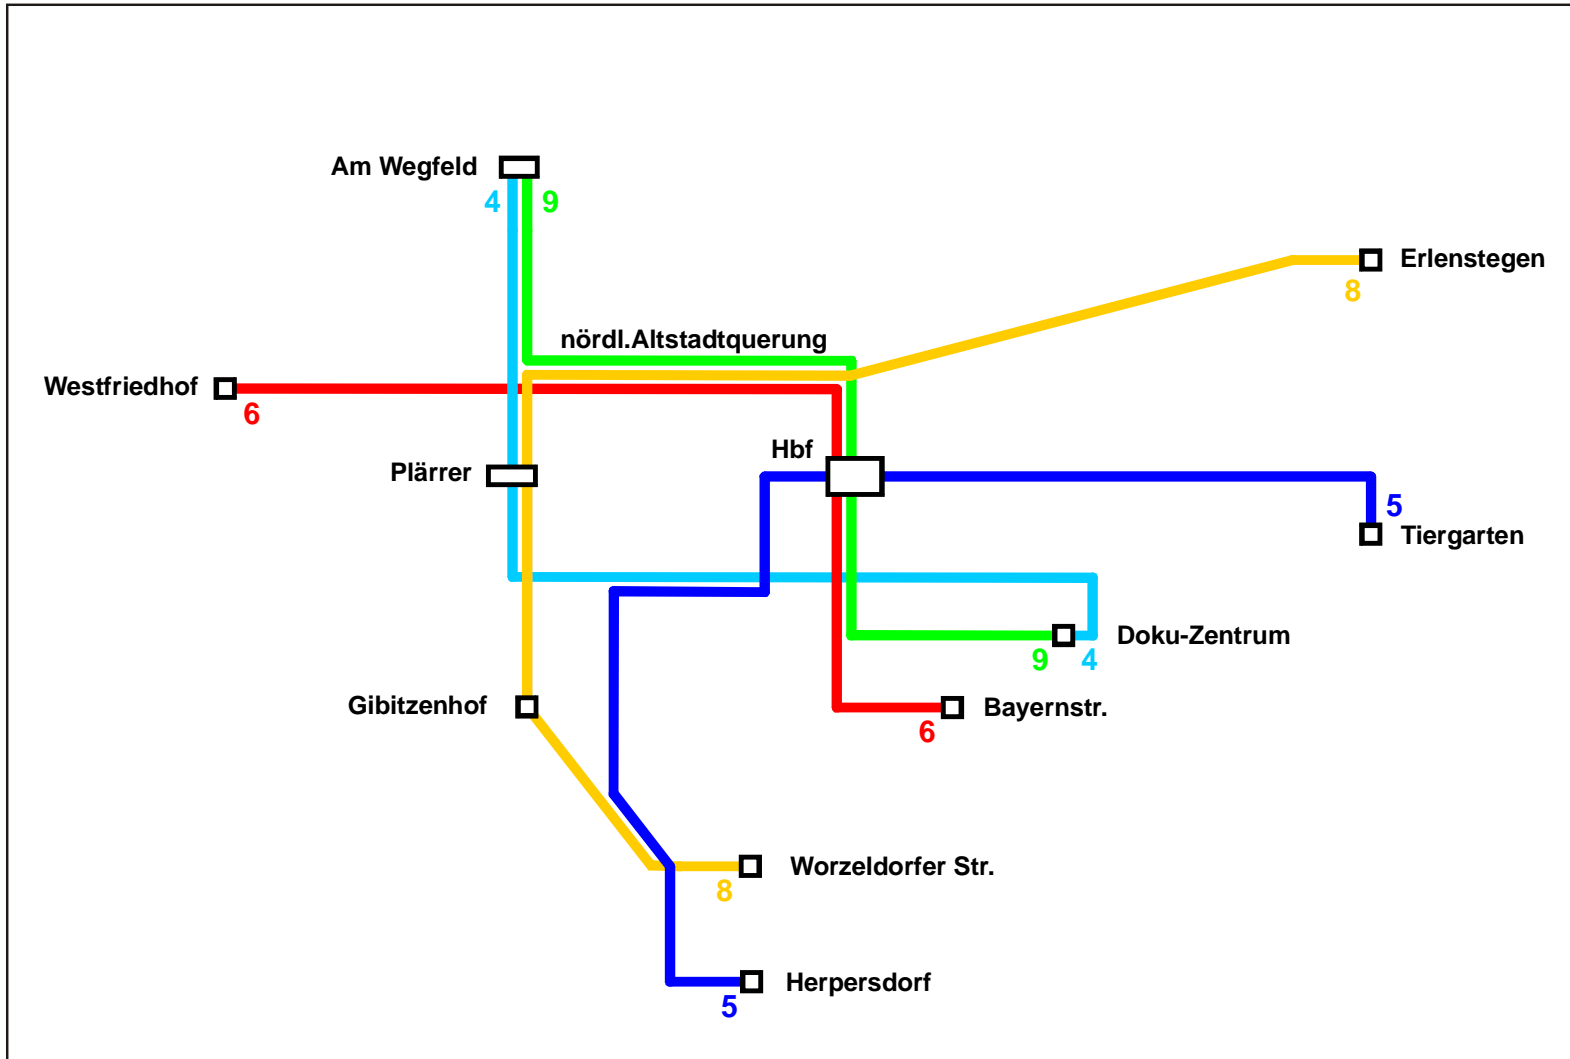 Am Wegfeld
4 9
Erlenstegen
8
nördl.Altstadtquerung
Westfriedhof
6
Hbf
Plärrer
5
Tiergarten
Doku-Zentrum
9 4
Gibitzenhof
Bayernstr.
6
Worzeldorfer Str.
8
Herpersdorf
5